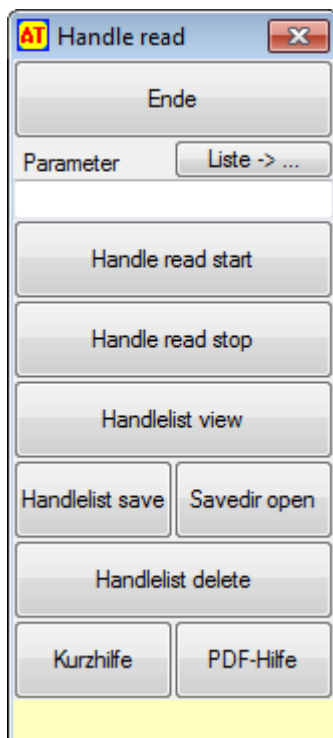 AT Handle read
Ende
Parameter Liste -> ...
Handle read start
Handle read stop
Handlelist view
Handlelist save Savedir open
Handlelist delete
Kurzhilfe PDF-Hilfe